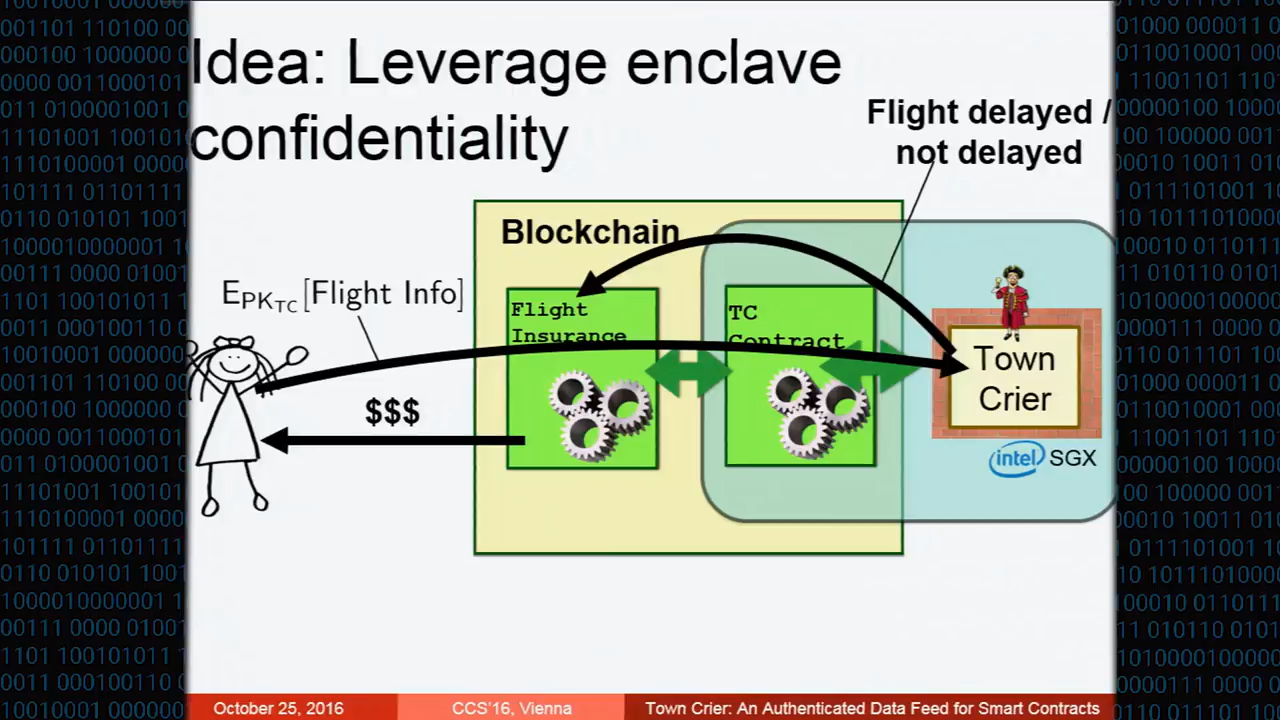 Idea: Leverage enclave
confidentiality
Flight delayed /
not delayed
Blockchain
E_PK_TC[Flight Info]
Flight
Insurance
TC
Contract
Town
Crier
$$$
intel SGX
October 25, 2016
CCS'16, Vienna
Town Crier: An Authenticated Data Feed for Smart Contracts